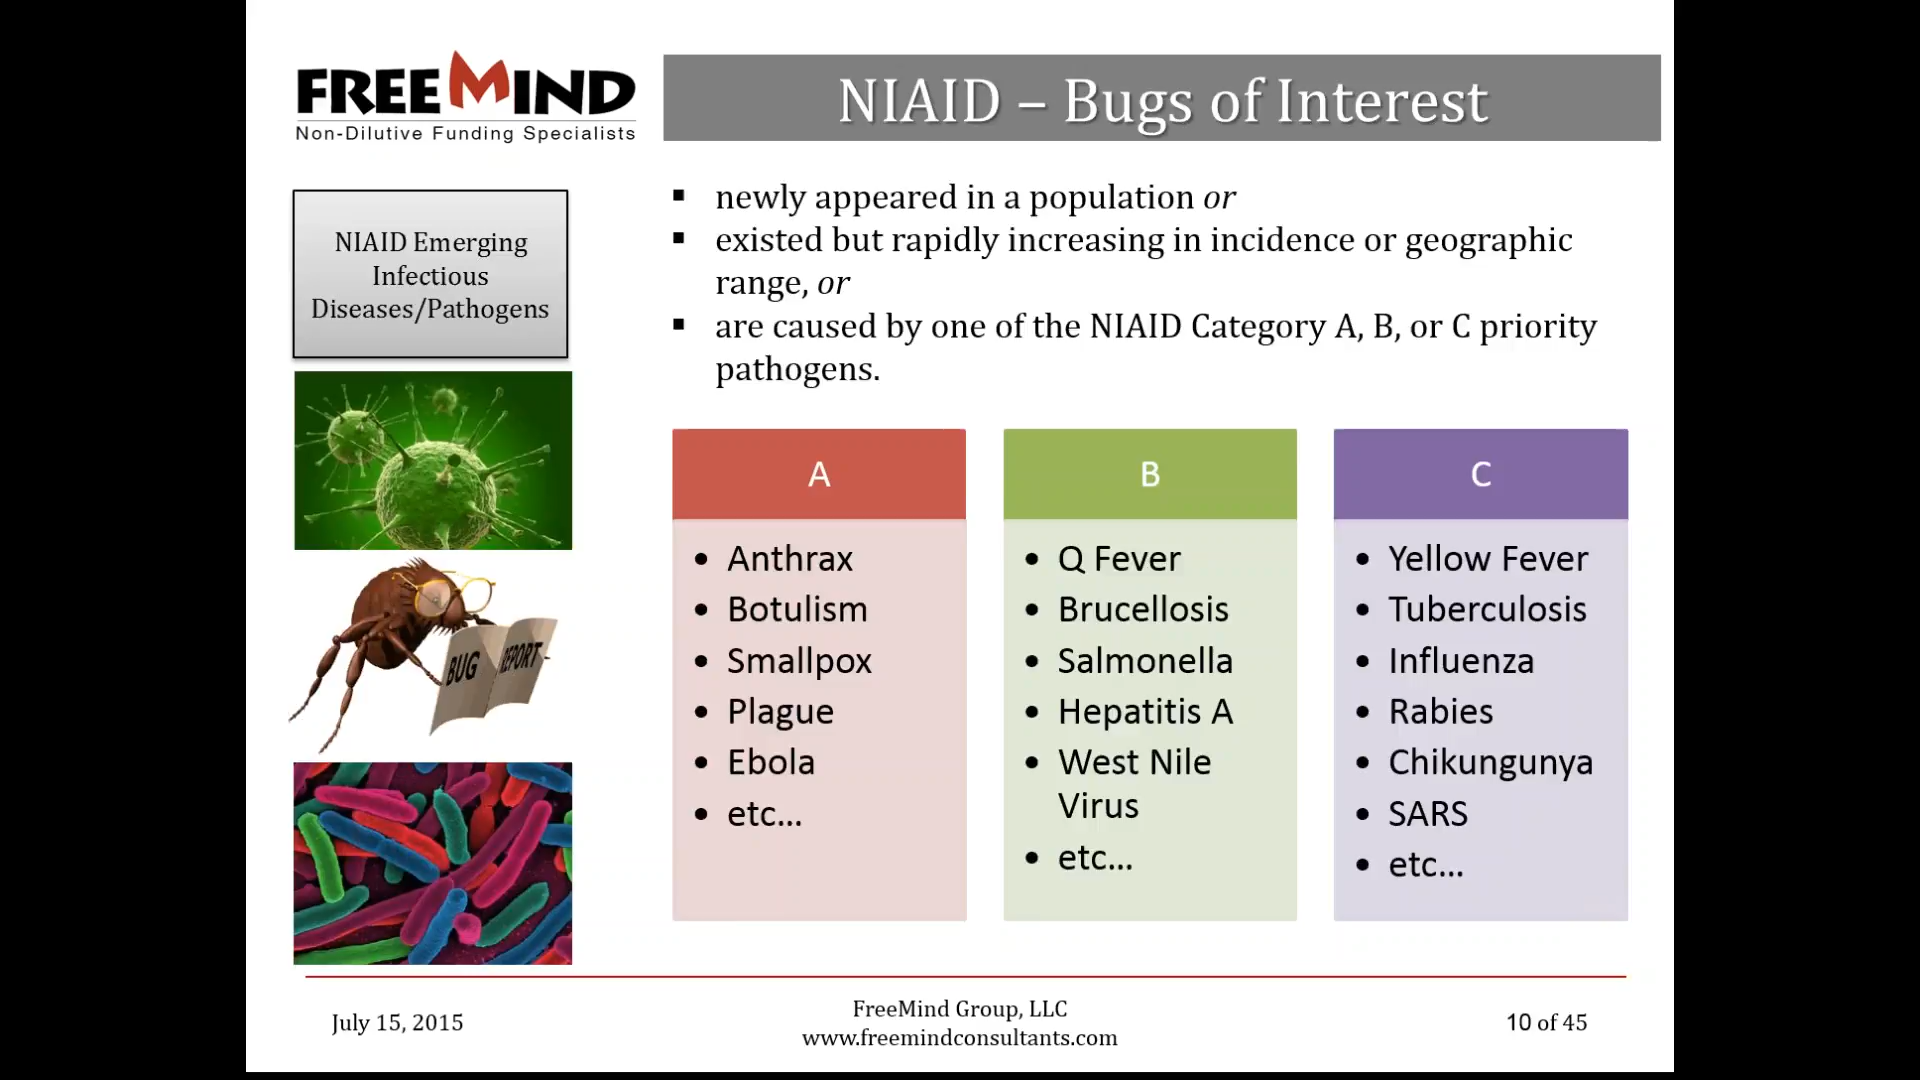 FREEMIND
Non-Dilutive Funding Specialists
NIAID – Bugs of Interest
NIAID Emerging
Infectious
Diseases/Pathogens
▪ newly appeared in a population or
▪ existed but rapidly increasing in incidence or geographic
range, or
▪ are caused by one of the NIAID Category A, B, or C priority
pathogens.
BUG REPORT
A
• Anthrax
• Botulism
• Smallpox
• Plague
• Ebola
• etc...
B
• Q Fever
• Brucellosis
• Salmonella
• Hepatitis A
• West Nile
Virus
• etc...
C
• Yellow Fever
• Tuberculosis
• Influenza
• Rabies
• Chikungunya
• SARS
• etc...
July 15, 2015
FreeMind Group, LLC
www.freemindconsultants.com
10 of 45